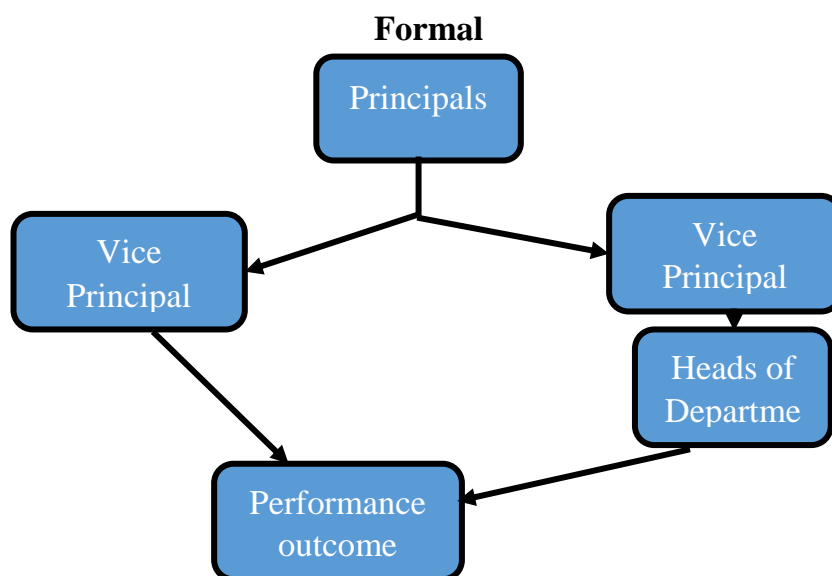 Formal
Principals
Vice
Principal
Vice
Principal
Heads of
Departme
Performance
outcome